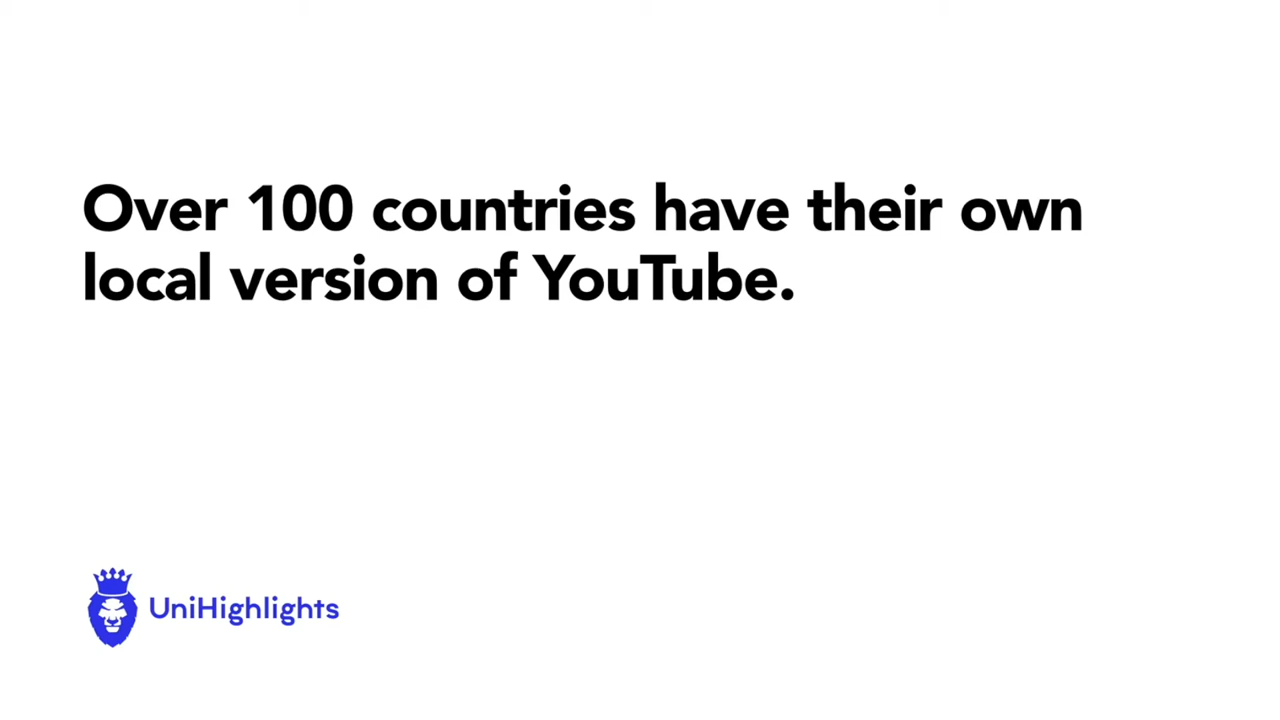 Over 100 countries have their own
local version of YouTube.
UniHighlights